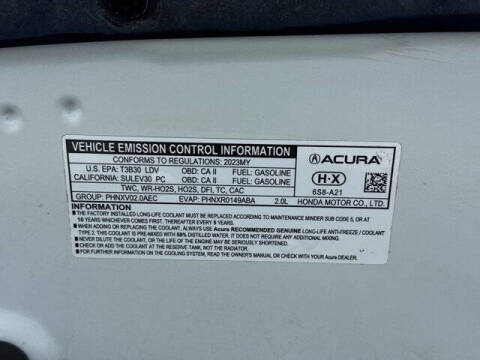 VEHICLE EMISSION CONTROL INFORMATION
CONFORMS TO REGULATIONS: 2023MY
U.S. EPA: T3B30 LDV OBD: CA II FUEL: GASOLINE
CALIFORNIA: SULEV30 PC OBD: CA II FUEL: GASOLINE
TWC, WR-HO2S, HO2S, DFI, TC, CAC
GROUP: PHNXV02.0AEC EVAP: PHNXR0149ABA 2.0L
ACURA
H-X
6S8-A21
HONDA MOTOR CO., LTD.
INFORMATION
■ THE FACTORY INSTALLED LONG-LIFE COOLANT MUST BE REPLACED ACCORDING TO MAINTENANCE MINDER SUB CODE 5, OR AT
10 YEARS WHICHEVER COMES FIRST, AND THEREAFTER EVERY 5 YEARS.
■ WHEN ADDING OR REPLACING THE COOLANT, ALWAYS USE Acura RECOMMENDED GENUINE LONG-LIFE ANTI-FREEZE / COOLANT
TYPE 2. THIS COOLANT IS PRE-MIXED WITH DISTILLED WATER, IT DOES NOT REQUIRE ANY ADDITIONAL MIXING.
■ NON-GENUINE COOLANT, OR THE LIFE OF THE ENGINE MAY BE SERIOUSLY SHORTENED.
■ CHECK OR ADD THE COOLANT AT THE RESERVE TANK, NOT THE RADIATOR.
■ FOR FURTHER INFORMATION ON THE COOLING SYSTEM, READ THE OWNER'S MANUAL OR CHECK WITH YOUR Acura DEALER.